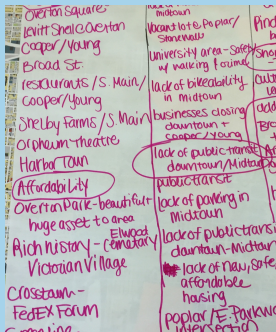 Overton Square
Levitt Shell Overton
Cooper/Young
Broad St.
restaurants / S. Main /
Cooper/Young
Shelby Farms / S. Main
Orpheum-theatre
Harbor Town
Affordability
Overton Park - beautiful +
huge asset to area
Rich history - Elwood
Cemetary
Victorian Village
Crosstown -
FedEx Forum
midtown
Vacant lot @ Poplar/
Stonewall
university area - Safety
w/ walking & crime
lack of bikeability
in midtown
businesses closing
downtown +
cooper/young
lack of public transit
downtown/Midtown
public transit
lack of parking in
Midtown
lack of public transi
downtown-Midtown
lack of new, safe,
affordable
housing
poplar/E. Parkw